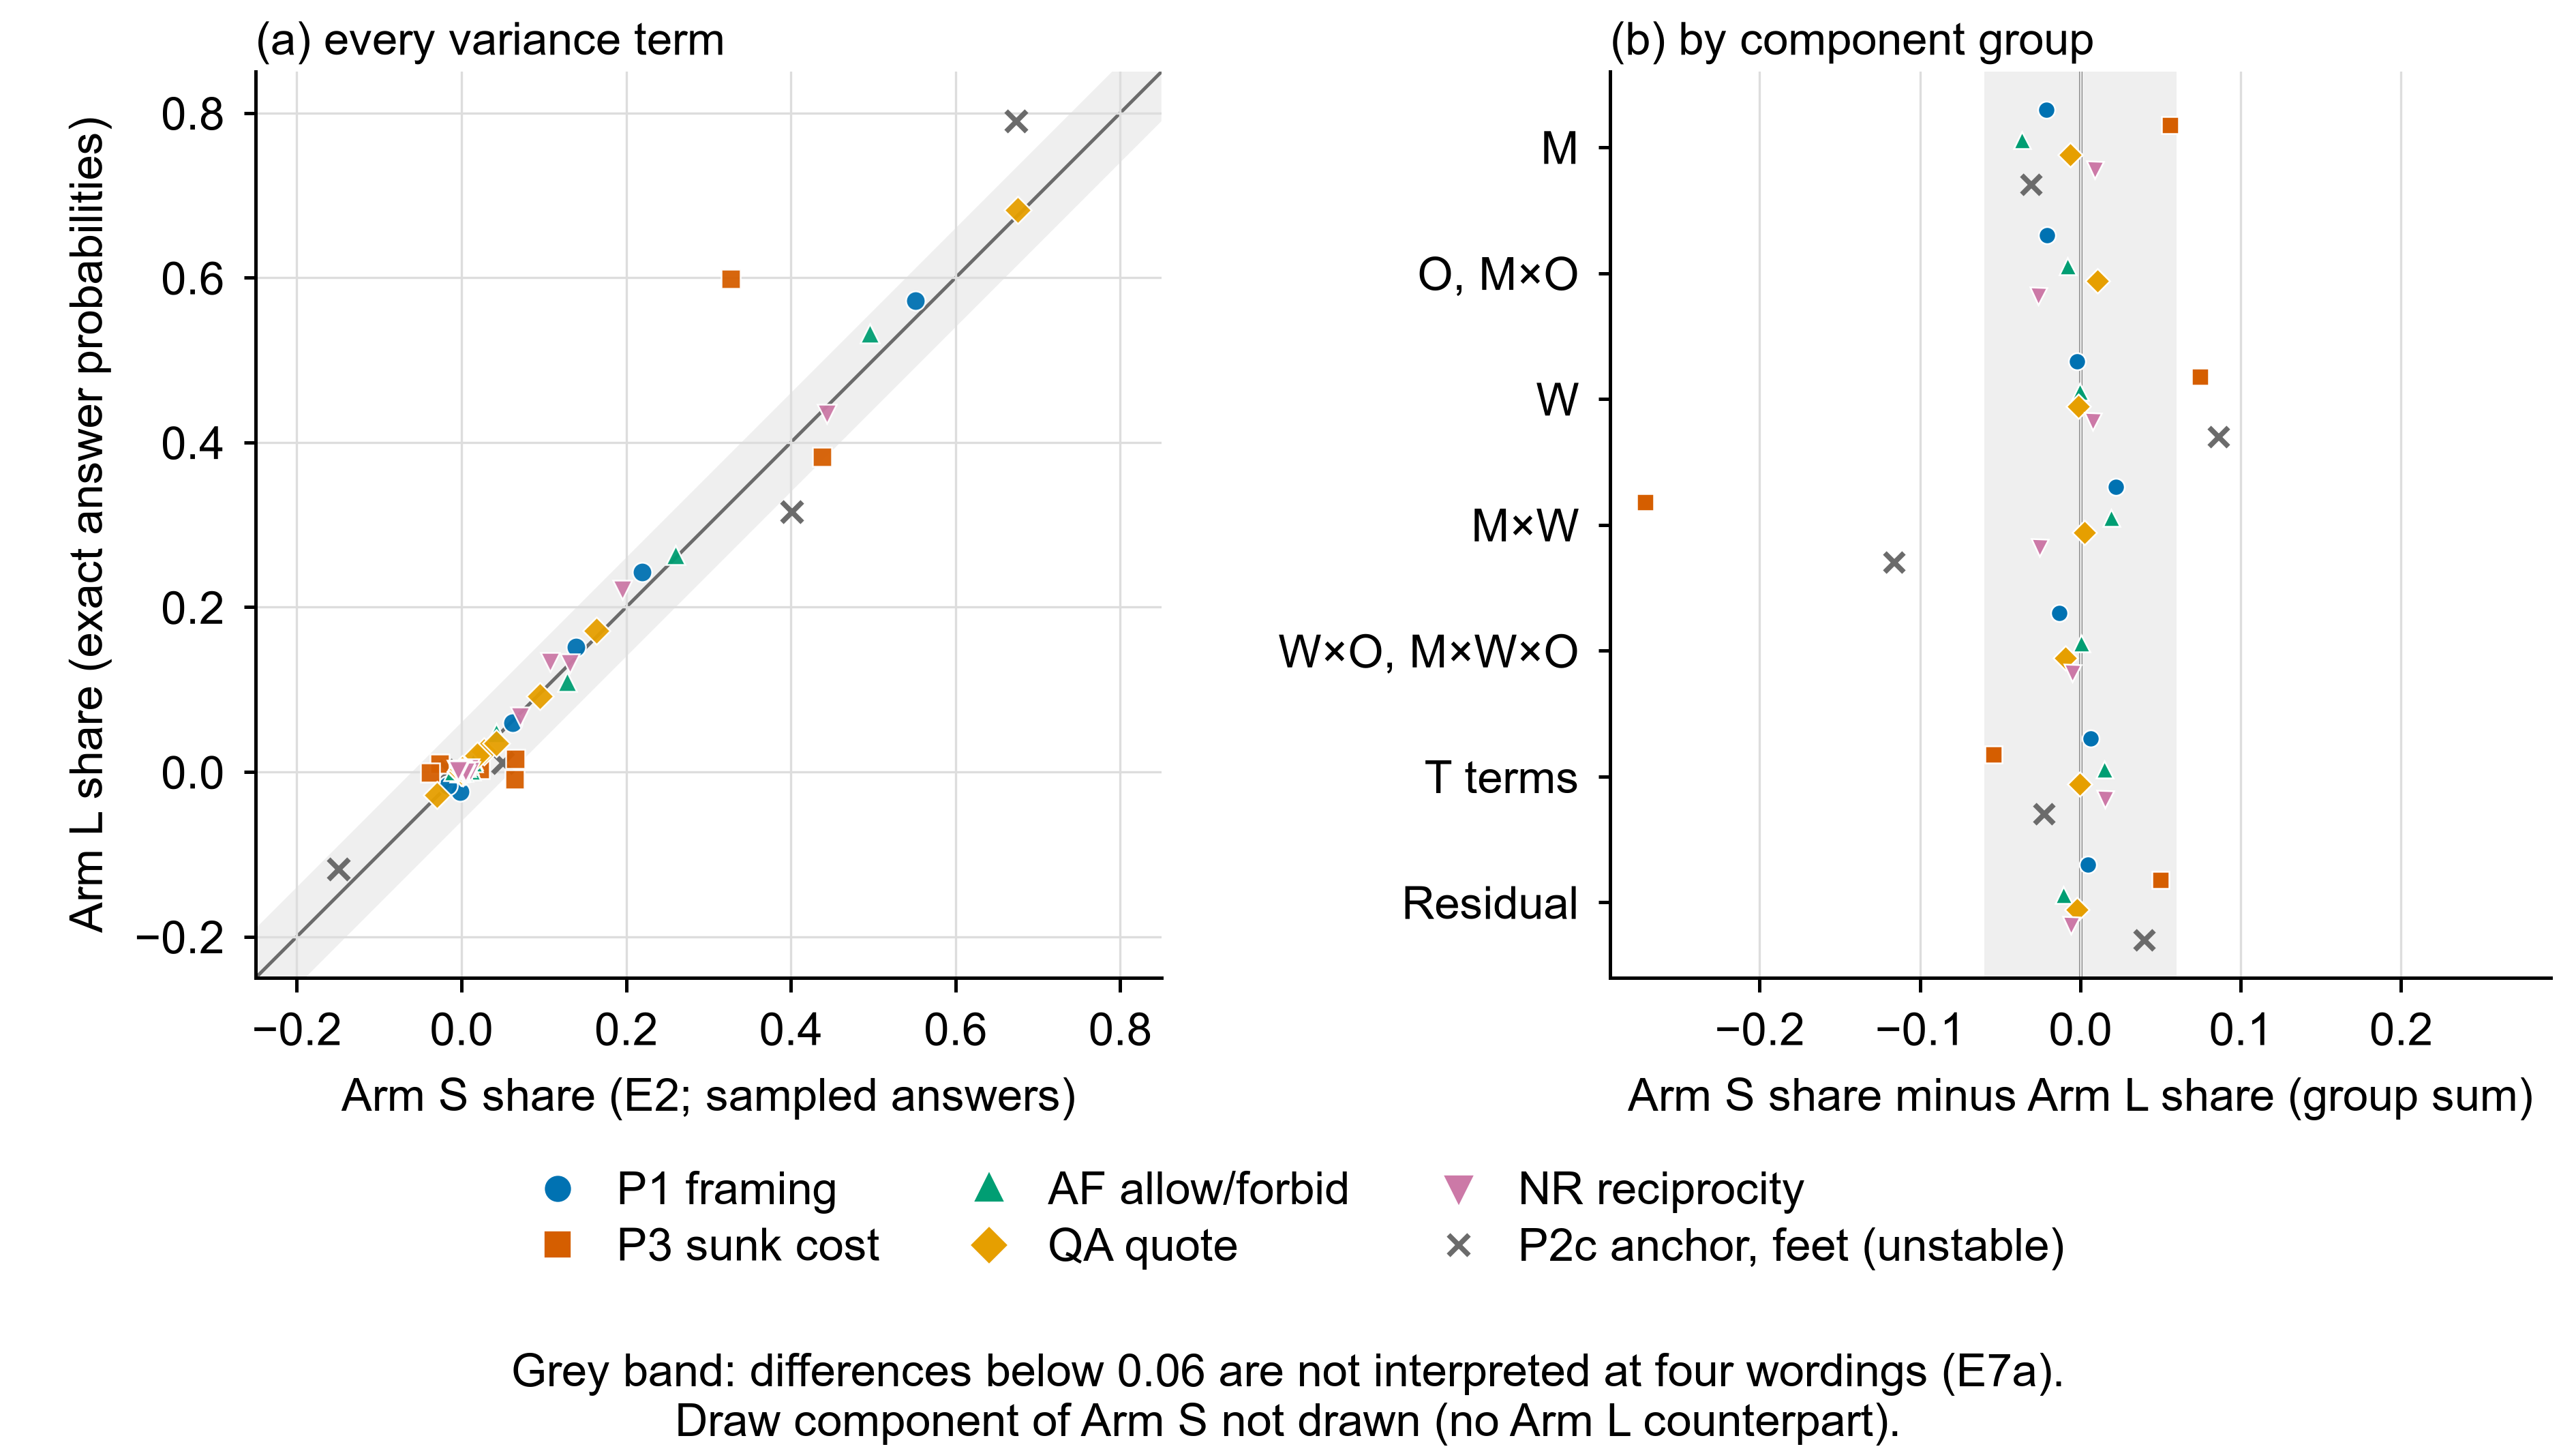 (a) every variance term
Arm L share (exact answer probabilities)
0.8
0.6
0.4
0.2
0.0
−0.2
−0.2 0.0 0.2 0.4 0.6 0.8
Arm S share (E2; sampled answers)
(b) by component group
M
O, M×O
W
M×W
W×O, M×W×O
T terms
Residual
−0.2 −0.1 0.0 0.1 0.2
Arm S share minus Arm L share (group sum)
P1 framing
P3 sunk cost
AF allow/forbid
QA quote
NR reciprocity
P2c anchor, feet (unstable)
Grey band: differences below 0.06 are not interpreted at four wordings (E7a).
Draw component of Arm S not drawn (no Arm L counterpart).